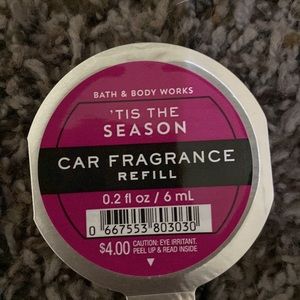 BATH & BODY WORKS
'TIS THE
SEASON
CAR FRAGRANCE
REFILL
0.2 fl oz / 6 mL
0 667553 803030
$4.00 CAUTION: EYE IRRITANT.
PEEL UP & READ INSIDE